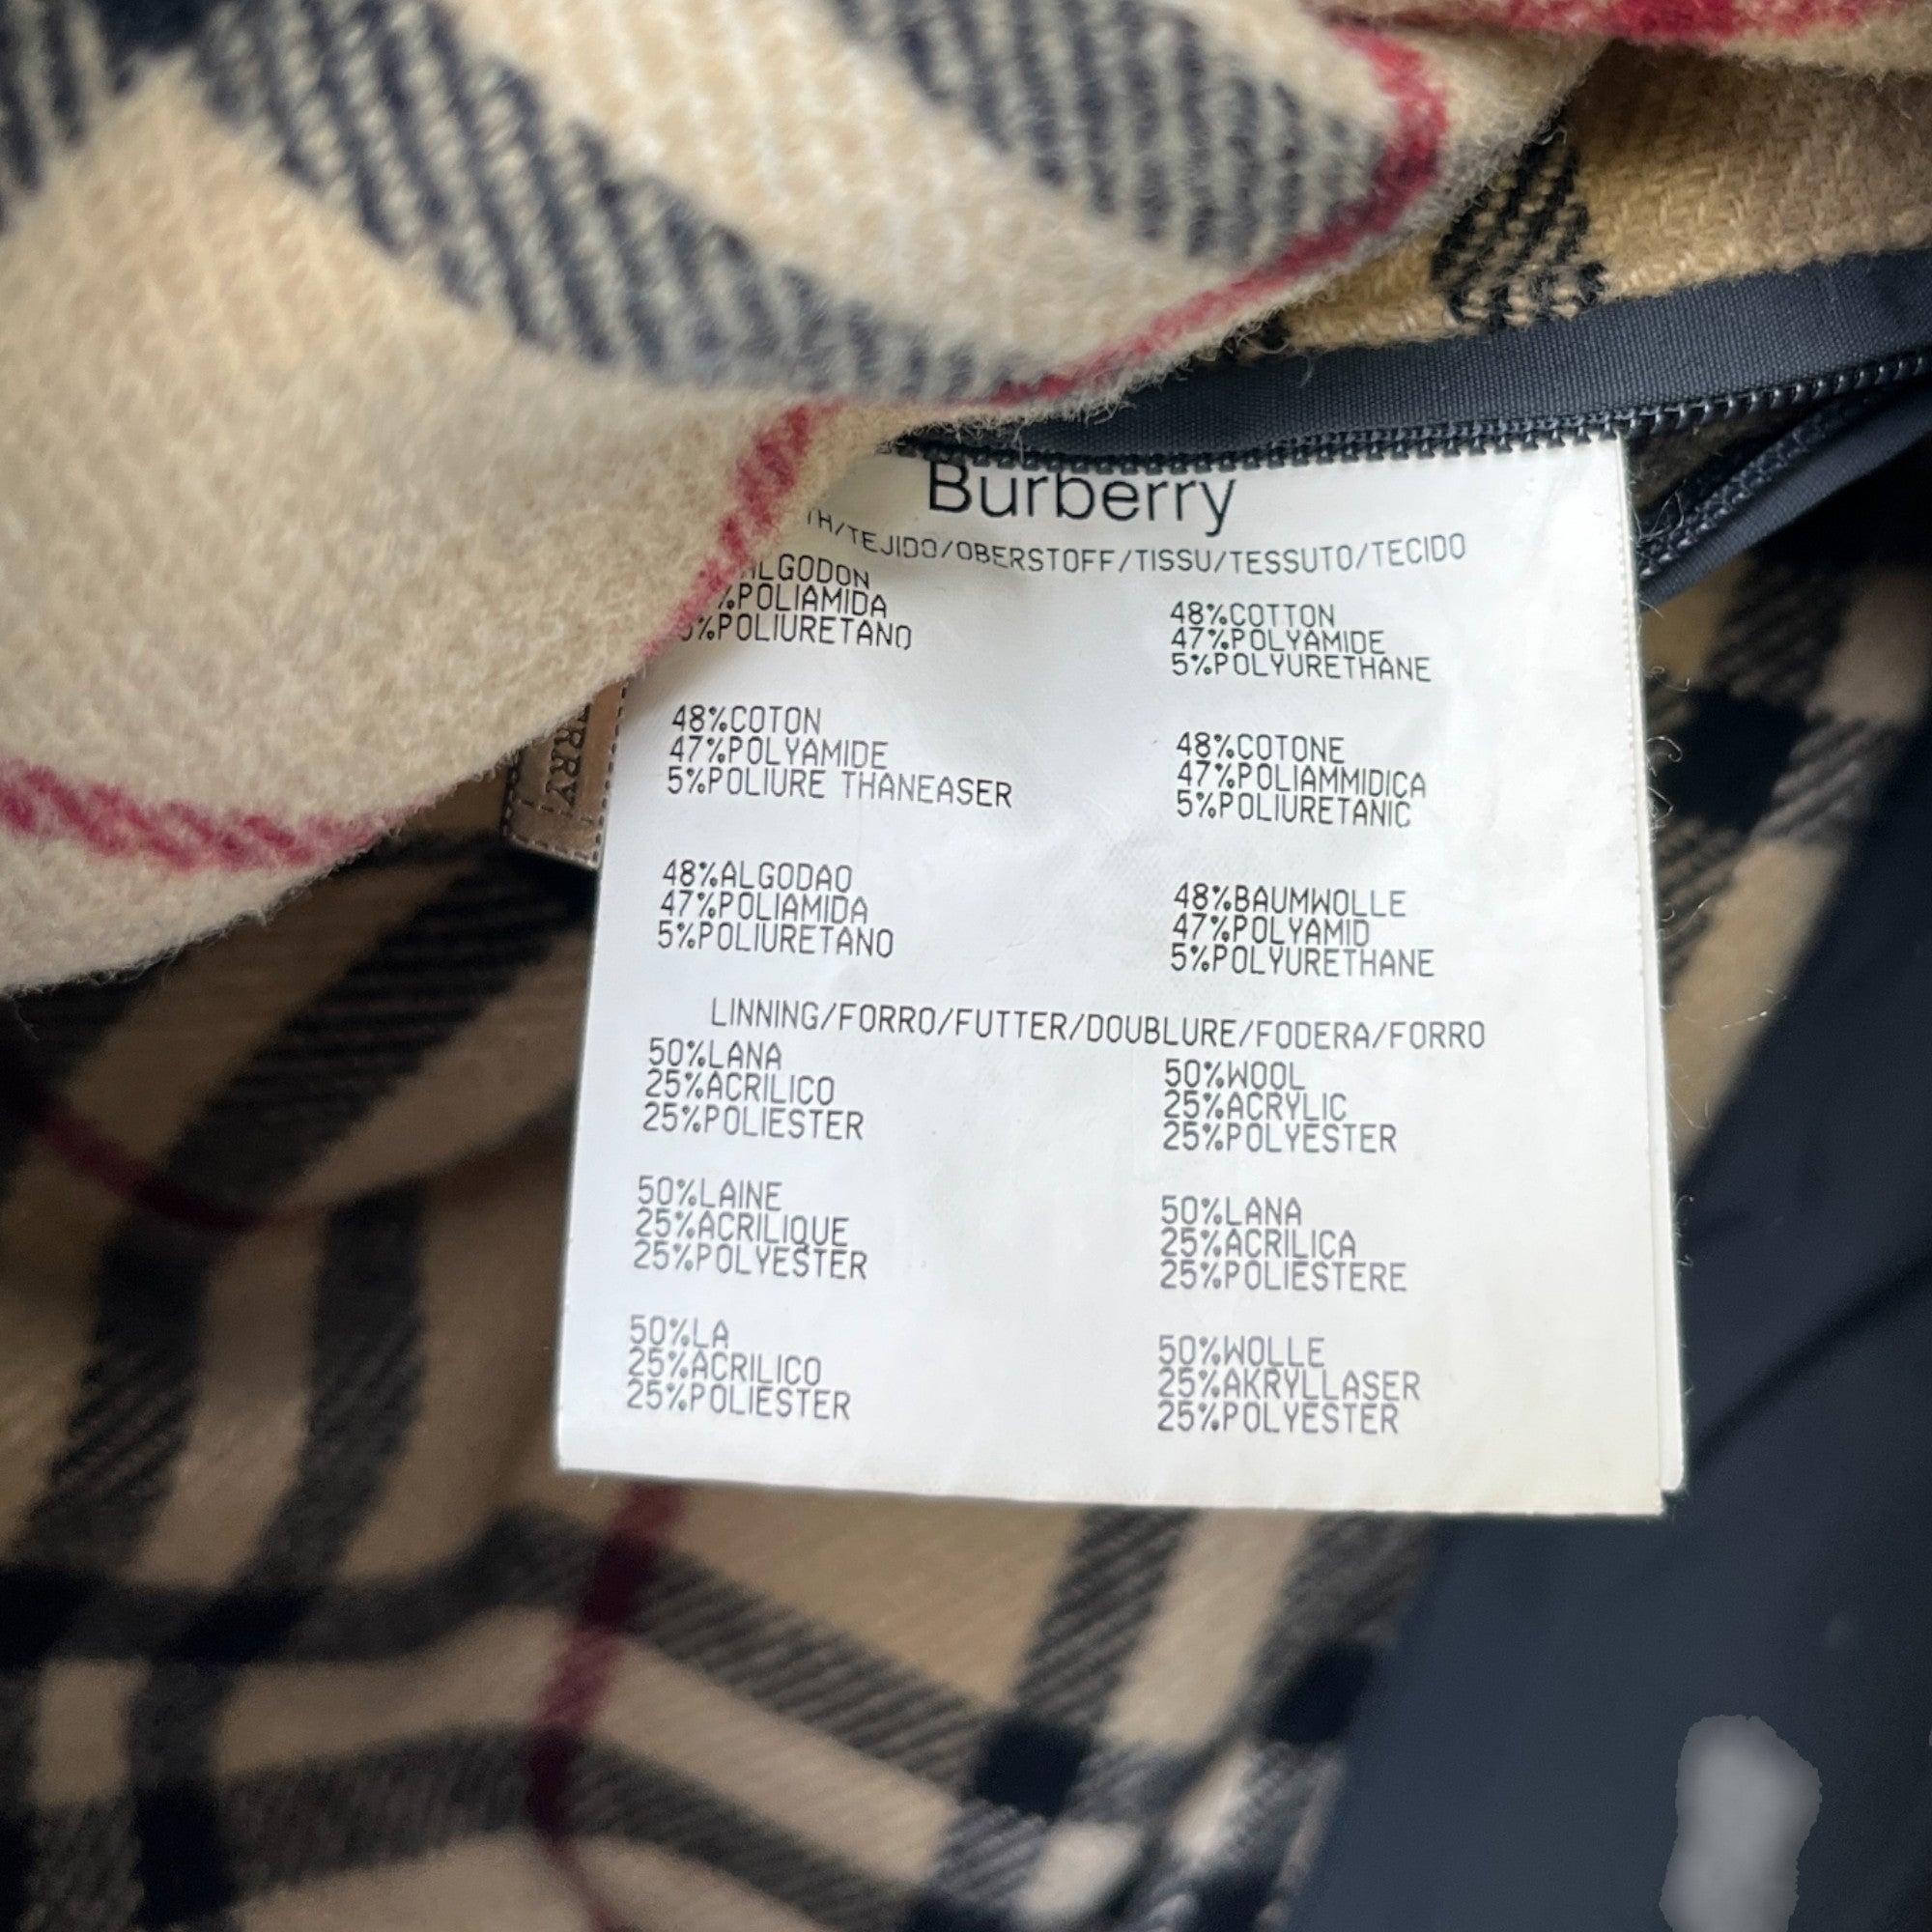 Burberry
TH/TEJIDO/OBERSTOFF/TISSU/TESSUTO/TECIDO
ALGODON
%POLIAMIDA
5%POLIURETANO
48%COTTON
47%POLYAMIDE
5%POLYURETHANE
48%COTON
47%POLYAMIDE
5%POLIURE THANEASER
48%COTONE
47%POLIAMMIDICA
5%POLIURETANIC
48%ALGODAO
47%POLIAMIDA
5%POLIURETANO
48%BAUMWOLLE
47%POLYAMID
5%POLYURETHANE
LINNING/FORRO/FUTTER/DOUBLURE/FODERA/FORRO
50%LANA
25%ACRILICO
25%POLIESTER
50%WOOL
25%ACRYLIC
25%POLYESTER
50%LAINE
25%ACRILIQUE
25%POLYESTER
50%LANA
25%ACRILICA
25%POLIESTERE
50%LA
25%ACRILICO
25%POLIESTER
50%WOLLE
25%AKRYLLASER
25%POLYESTER
ERRY